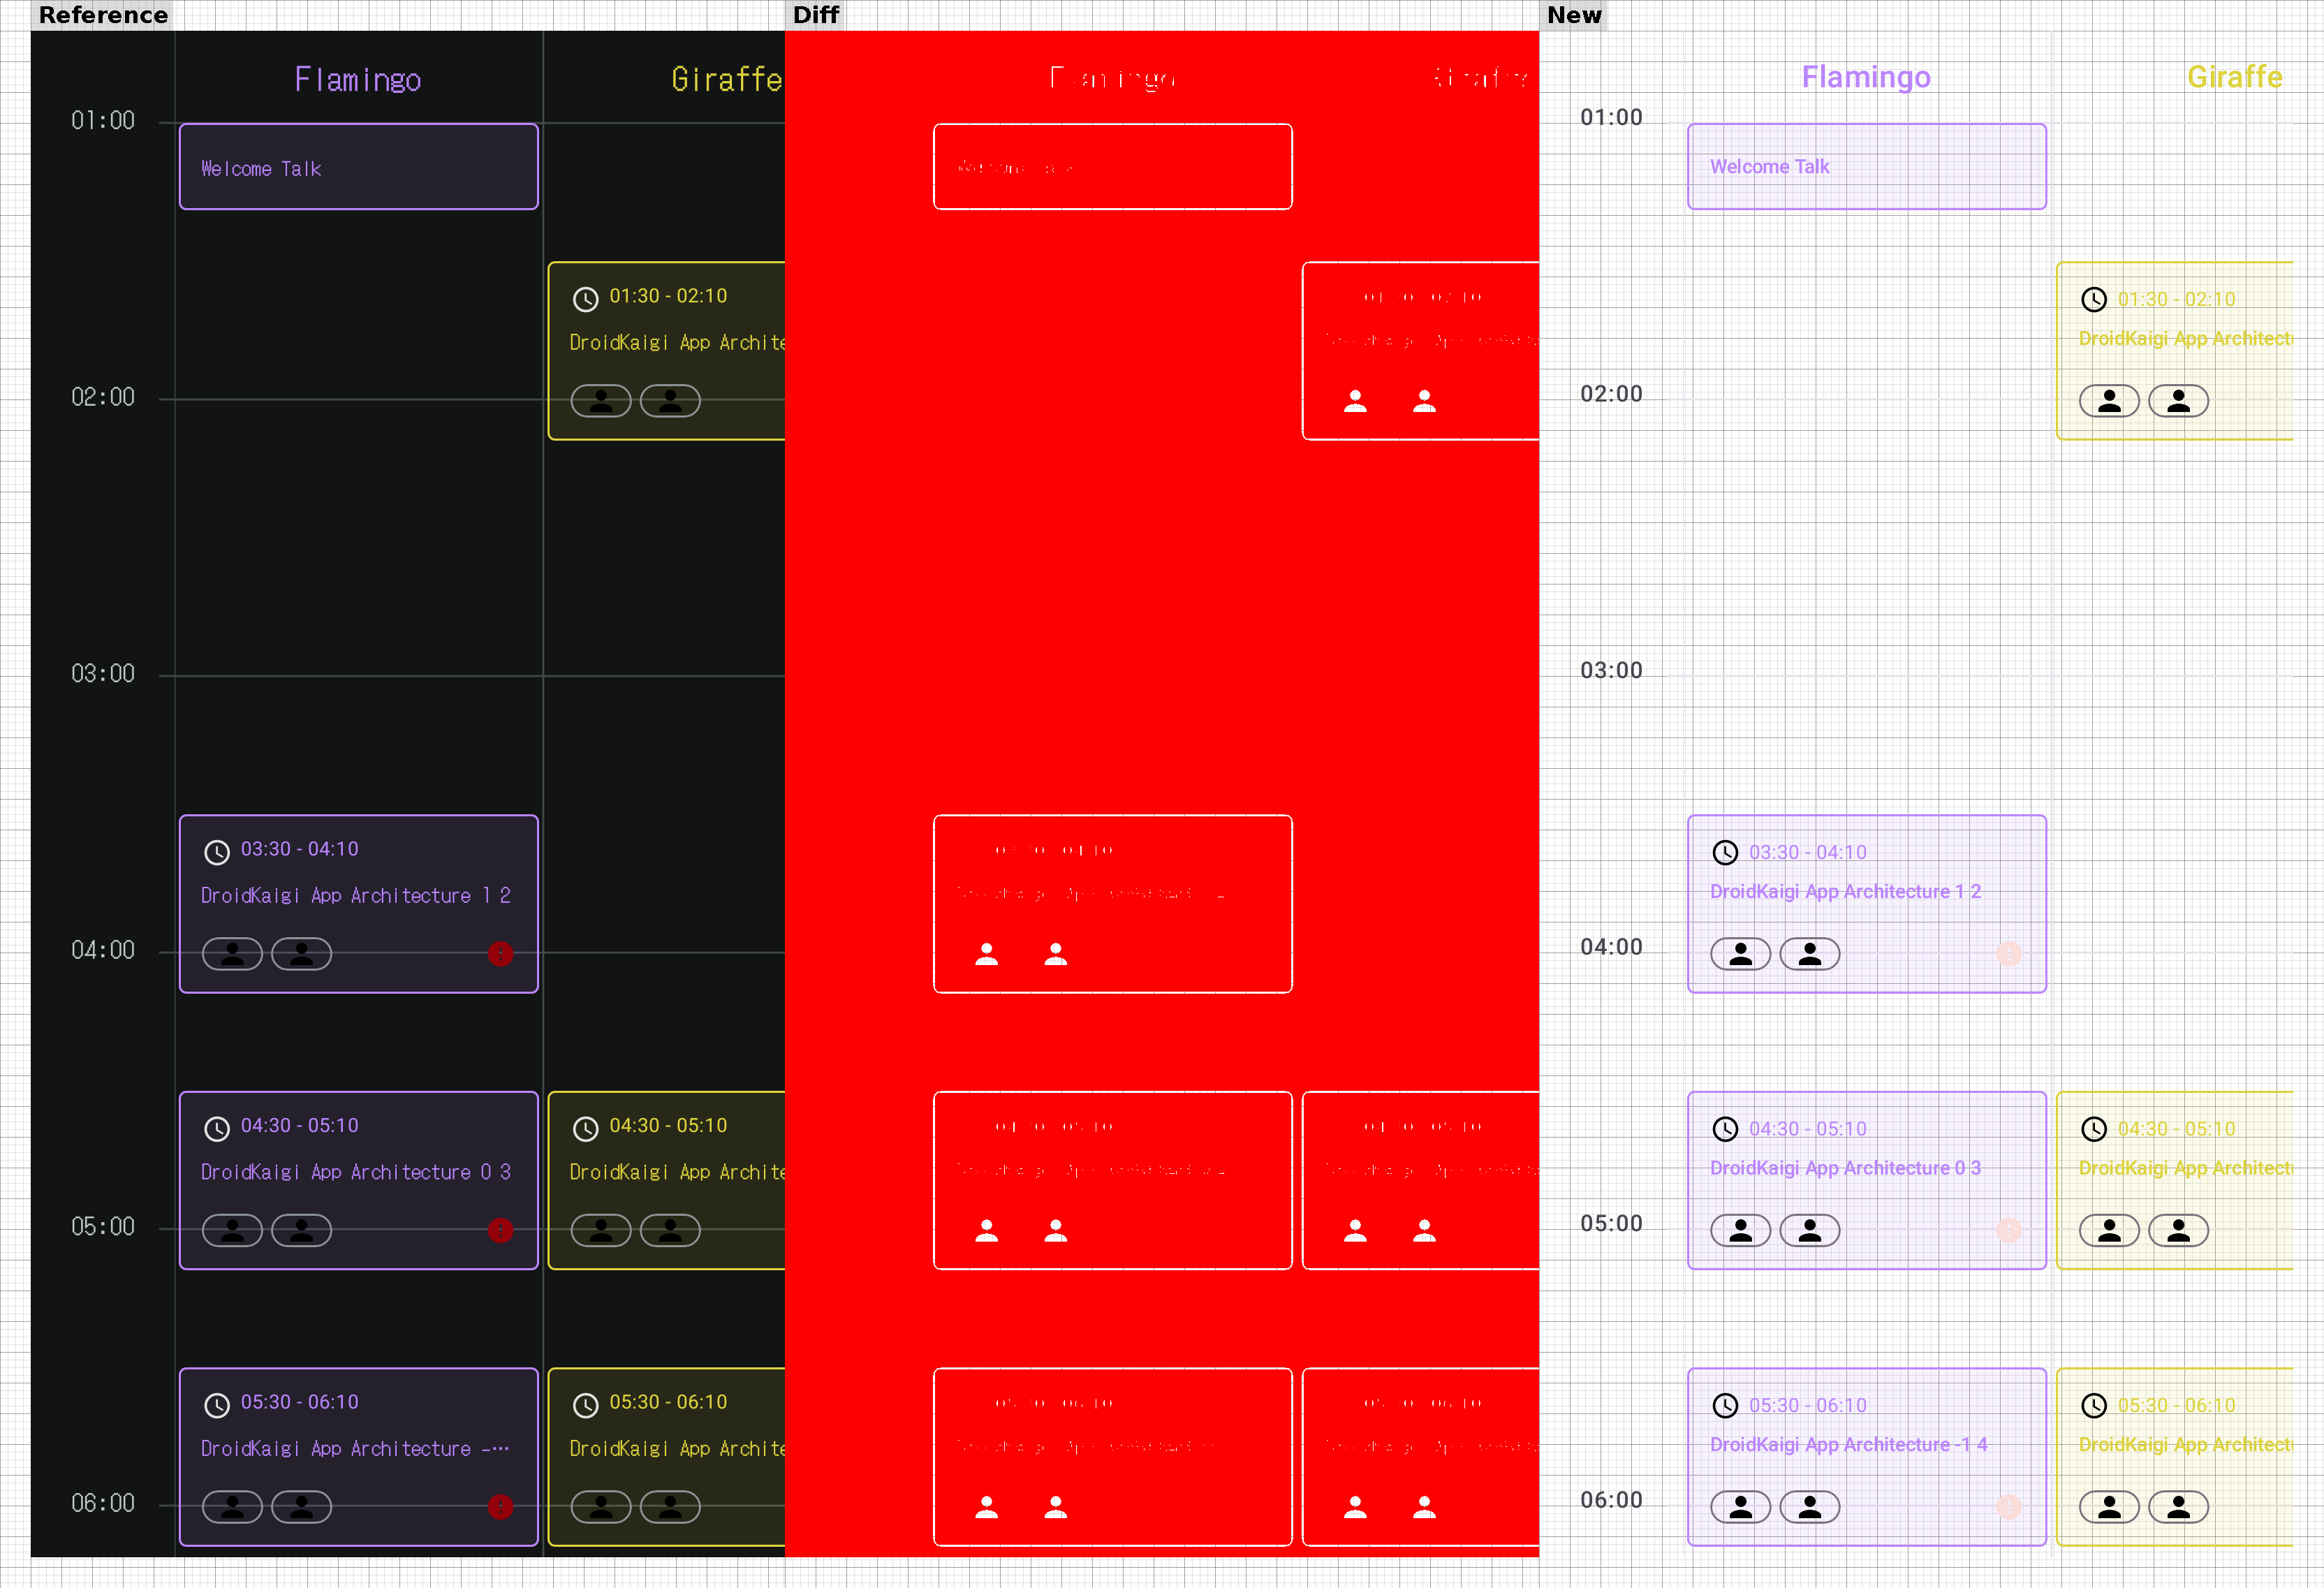 Reference
Flamingo
Giraffe
01:00
Welcome Talk
01:30 - 02:10
DroidKaigi App Archite
02:00
03:00
03:30 - 04:10
DroidKaigi App Architecture 1 2
04:00
04:30 - 05:10
04:30 - 05:10
DroidKaigi App Architecture 0 3
DroidKaigi App Archite
05:00
05:30 - 06:10
05:30 - 06:10
DroidKaigi App Architecture -…
DroidKaigi App Archite
06:00
Diff
New
Flamingo
Giraffe
01:00
Welcome Talk
01:30 - 02:10
DroidKaigi App Architect
02:00
03:00
03:30 - 04:10
DroidKaigi App Architecture 1 2
04:00
04:30 - 05:10
04:30 - 05:10
DroidKaigi App Architecture 0 3
DroidKaigi App Architect
05:00
05:30 - 06:10
05:30 - 06:10
DroidKaigi App Architecture -1 4
DroidKaigi App Architect
06:00